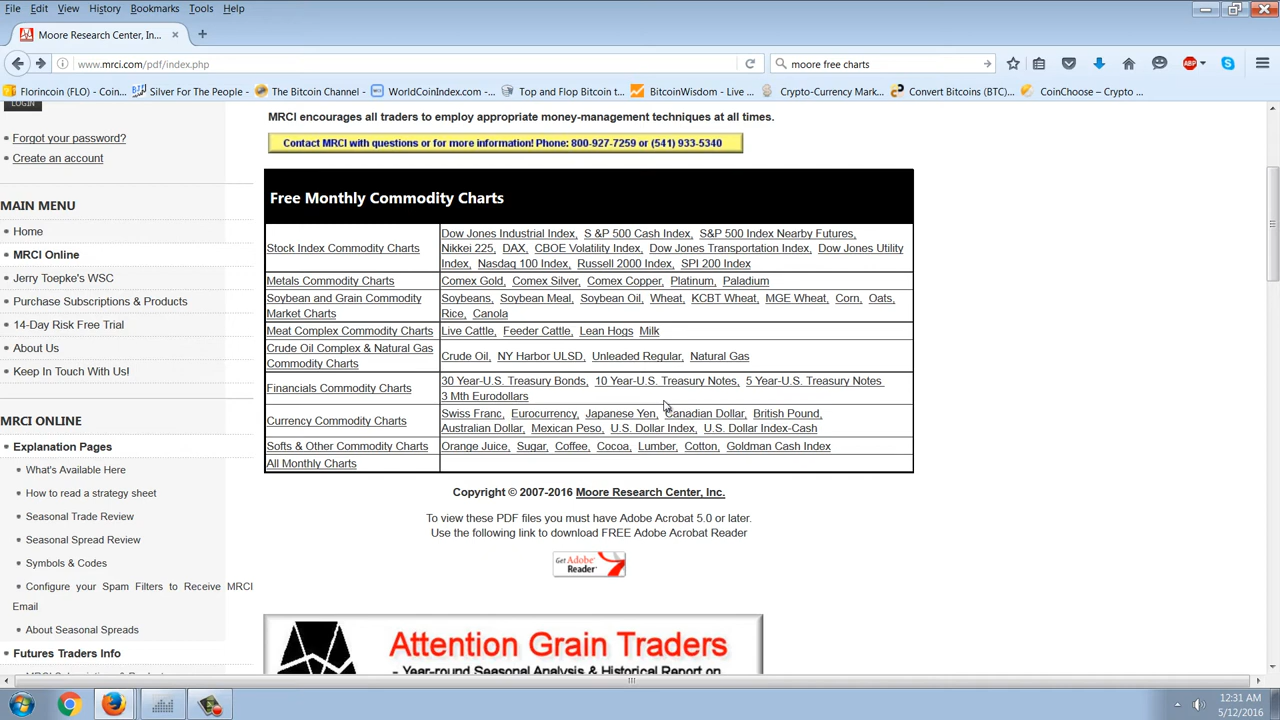 File Edit View History Bookmarks Tools Help
Moore Research Center, In... × +
www.mrci.com/pdf/index.php moore free charts
Florincoin (FLO) - Coin... Silver For The People - The Bitcoin Channel - WorldCoinIndex.com -... Top and Flop Bitcoin t... BitcoinWisdom - Live ... Crypto-Currency Mark... Convert Bitcoins (BTC)... CoinChoose – Crypto ...
LOGIN
Forgot your password?
Create an account
MAIN MENU
Home
MRCI Online
Jerry Toepke's WSC
Purchase Subscriptions & Products
14-Day Risk Free Trial
About Us
Keep In Touch With Us!
MRCI ONLINE
Explanation Pages
What's Available Here
How to read a strategy sheet
Seasonal Trade Review
Seasonal Spread Review
Symbols & Codes
Configure your Spam Filters to Receive MRCI
Email
About Seasonal Spreads
Futures Traders Info
MRCI encourages all traders to employ appropriate money-management techniques at all times.
Contact MRCI with questions or for more information! Phone: 800-927-7259 or (541) 933-5340
Free Monthly Commodity Charts
Stock Index Commodity Charts
Dow Jones Industrial Index, S &P 500 Cash Index, S&P 500 Index Nearby Futures,
Nikkei 225, DAX, CBOE Volatility Index, Dow Jones Transportation Index, Dow Jones Utility
Index, Nasdaq 100 Index, Russell 2000 Index, SPI 200 Index
Metals Commodity Charts
Comex Gold, Comex Silver, Comex Copper, Platinum, Paladium
Soybean and Grain Commodity
Market Charts
Soybeans, Soybean Meal, Soybean Oil, Wheat, KCBT Wheat, MGE Wheat, Corn, Oats,
Rice, Canola
Meat Complex Commodity Charts
Live Cattle, Feeder Cattle, Lean Hogs Milk
Crude Oil Complex & Natural Gas
Commodity Charts
Crude Oil, NY Harbor ULSD, Unleaded Regular, Natural Gas
Financials Commodity Charts
30 Year-U.S. Treasury Bonds, 10 Year-U.S. Treasury Notes, 5 Year-U.S. Treasury Notes
3 Mth Eurodollars
Currency Commodity Charts
Swiss Franc, Eurocurrency, Japanese Yen, Canadian Dollar, British Pound,
Australian Dollar, Mexican Peso, U.S. Dollar Index, U.S. Dollar Index-Cash
Softs & Other Commodity Charts
Orange Juice, Sugar, Coffee, Cocoa, Lumber, Cotton, Goldman Cash Index
All Monthly Charts
Copyright © 2007-2016 Moore Research Center, Inc.
To view these PDF files you must have Adobe Acrobat 5.0 or later.
Use the following link to download FREE Adobe Acrobat Reader
Get Adobe
Reader
Attention Grain Traders
- Year-round Seasonal Analysis & Historical Report on
12:31 AM
5/12/2016